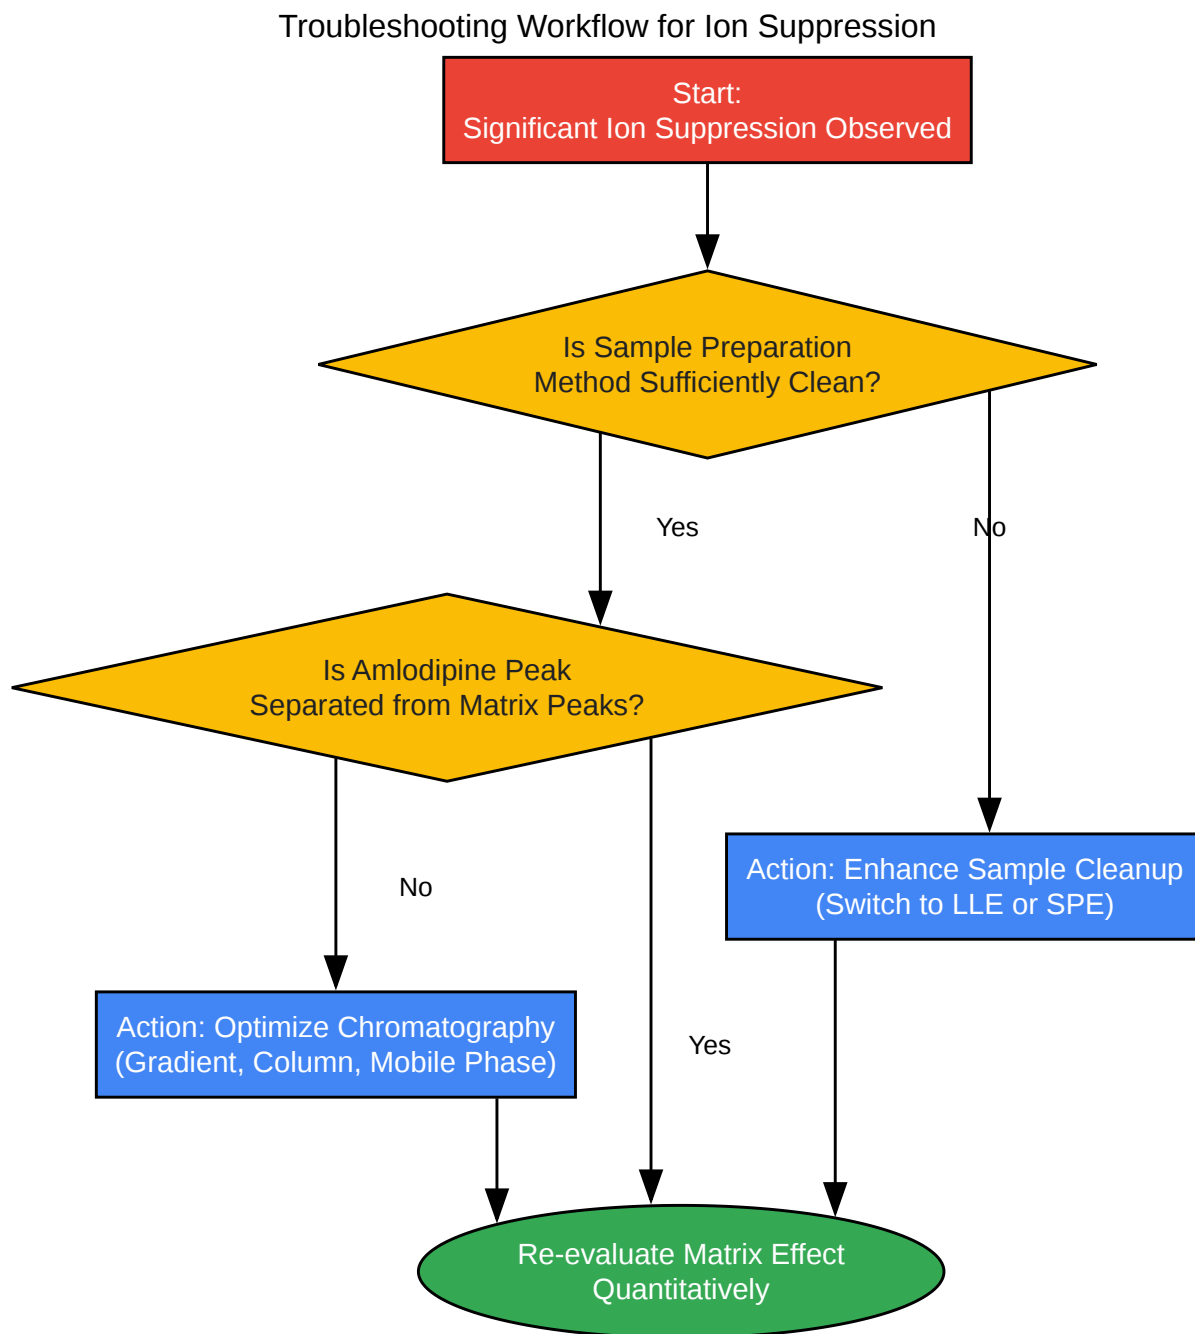 Troubleshooting Workflow for Ion Suppression
Start:
Significant Ion Suppression Observed
Is Sample Preparation
Method Sufficiently Clean?
Yes
No
Is Amlodipine Peak
Separated from Matrix Peaks?
Action: Enhance Sample Cleanup
(Switch to LLE or SPE)
No
Action: Optimize Chromatography
(Gradient, Column, Mobile Phase)
Yes
Re-evaluate Matrix Effect
Quantitatively